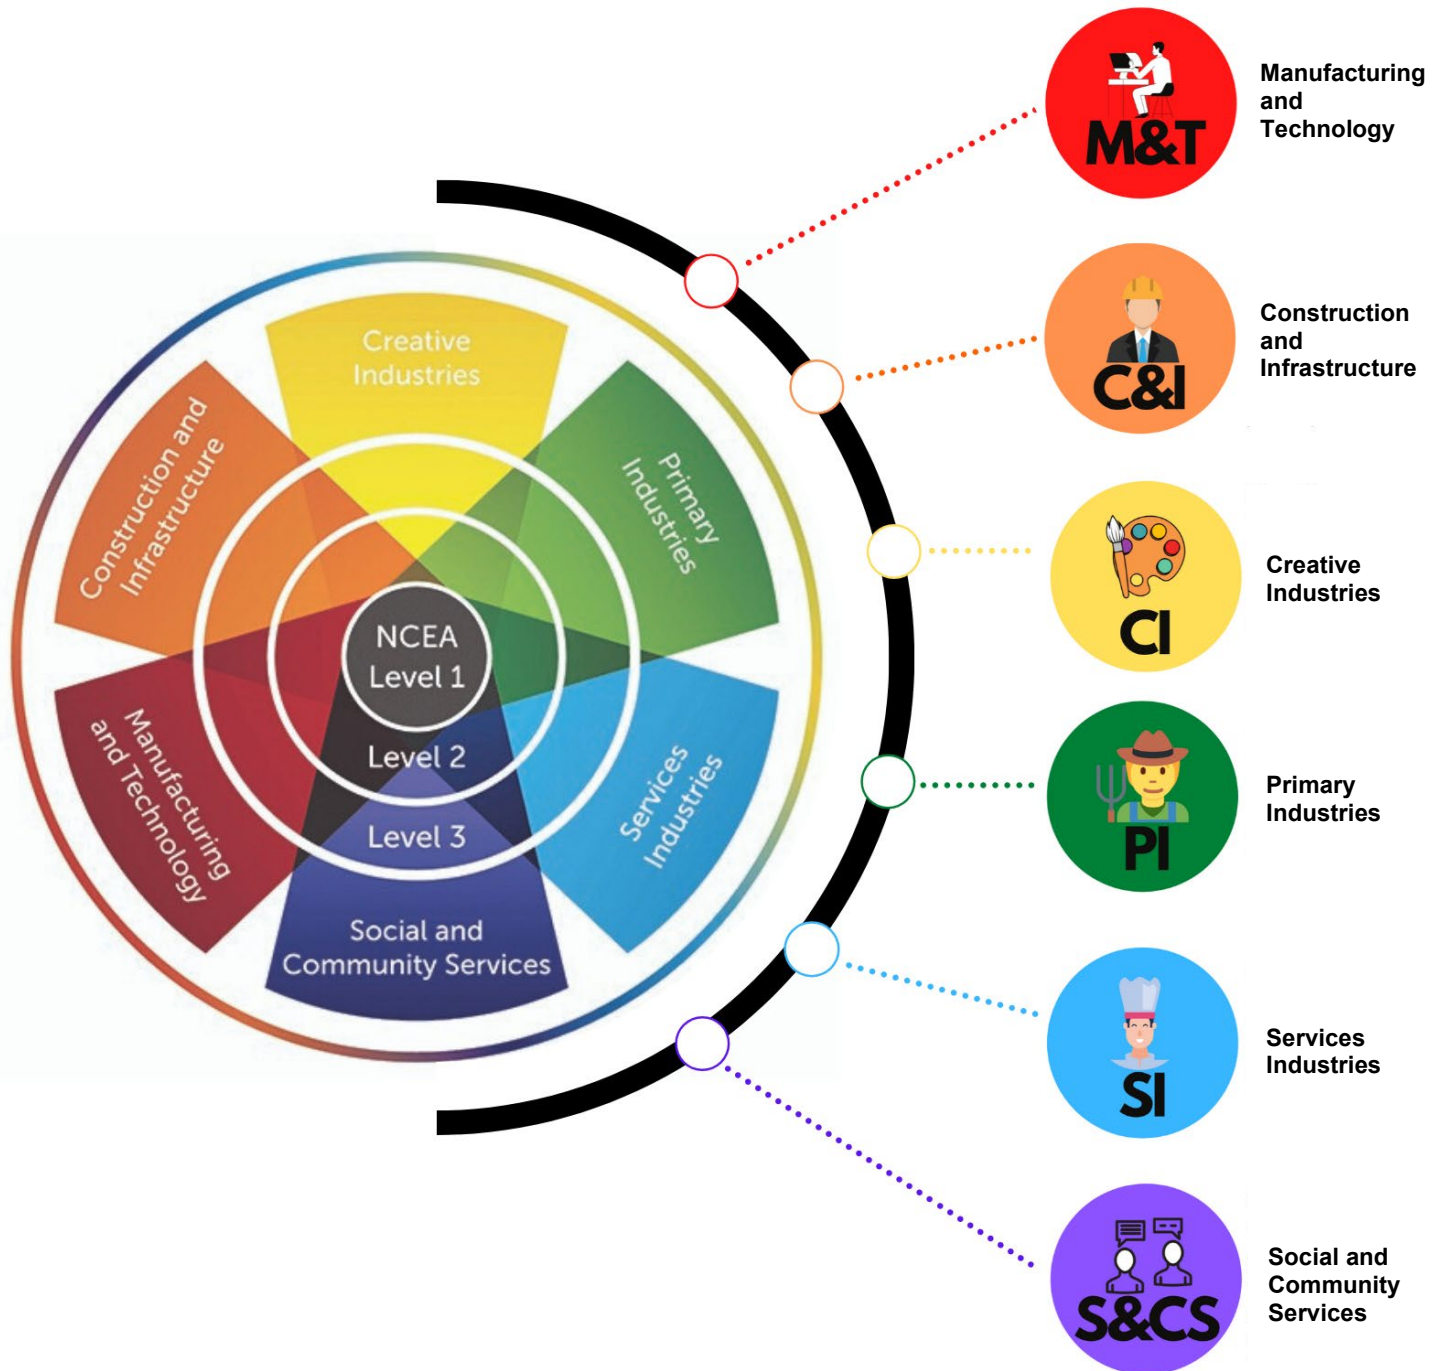 Creative
Industries
Primary
Industries
Construction and
Infrastructure
NCEA
Level 1
Level 2
Level 3
Manufacturing
and Technology
Services
Industries
Social and
Community Services
M&T
Manufacturing
and
Technology
C&I
Construction
and
Infrastructure
CI
Creative
Industries
PI
Primary
Industries
SI
Services
Industries
S&CS
Social and
Community
Services